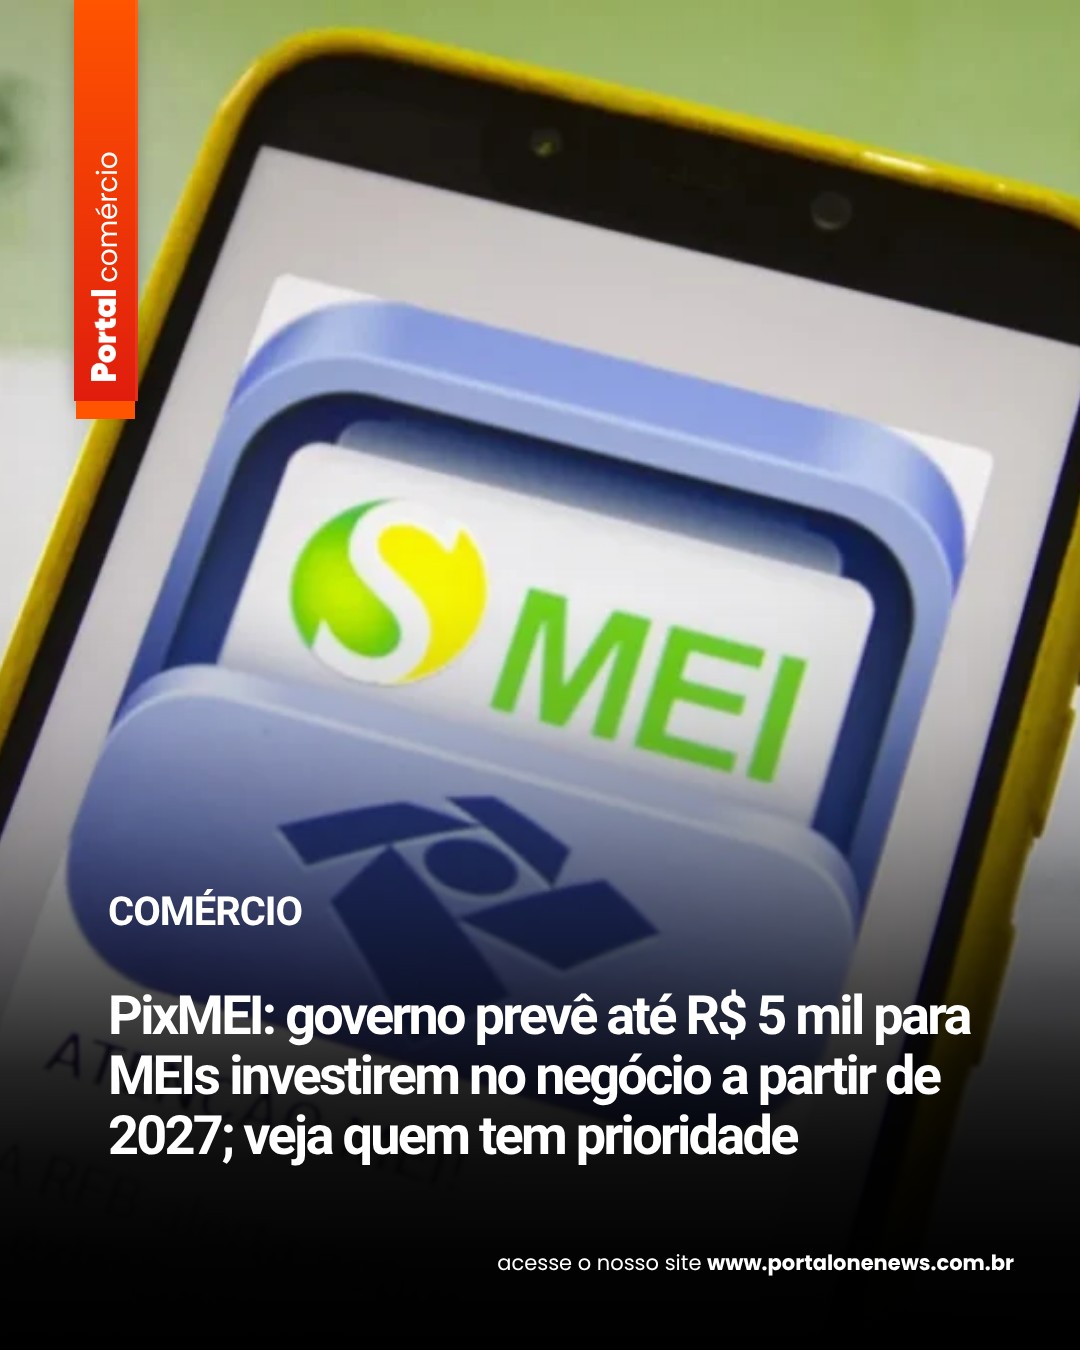 Portal comércio
MEI
COMÉRCIO
PixMEI: governo prevê até R$ 5 mil para
MEIs investirem no negócio a partir de
2027; veja quem tem prioridade
acesse o nosso site www.portalonenews.com.br